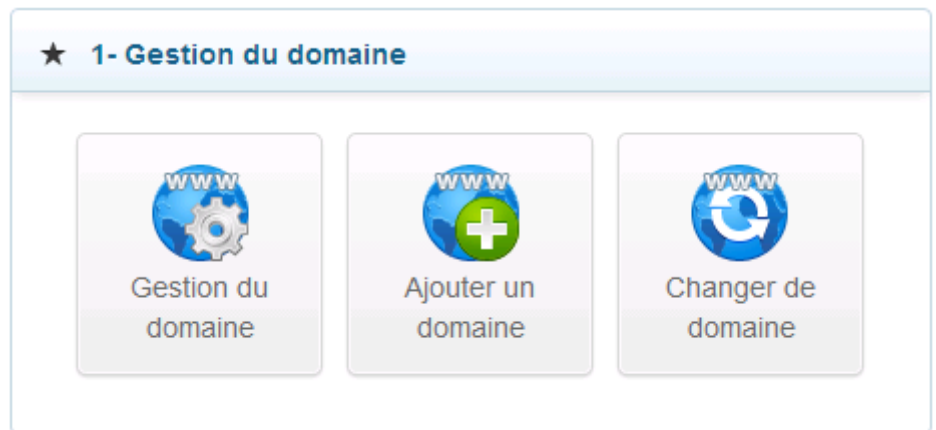 ★ 1- Gestion du domaine
www www www
Gestion du Ajouter un Changer de
domaine domaine domaine